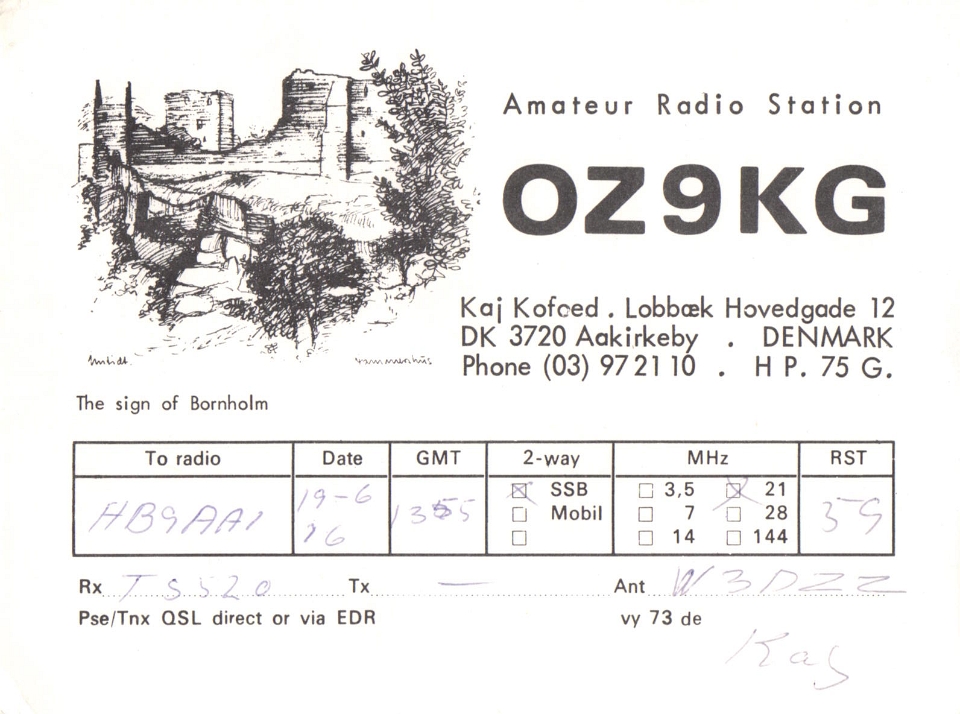 Amateur Radio Station
OZ9KG
Kaj Kofoed . Lobbæk Hovedgade 12
DK 3720 Aakirkeby . DENMARK
Phone (03) 97 21 10 . H P. 75 G.
The sign of Bornholm
To radio Date GMT 2-way MHz RST
HB9AAI 19-6 76 1355 59
☒ SSB ☐ 3,5 ☒ 21
☐ Mobil ☐ 7 ☐ 28
☐ ☐ 14 ☐ 144
Rx TS520 Tx — Ant W3DZZ
Pse/Tnx QSL direct or via EDR vy 73 de
Kaj